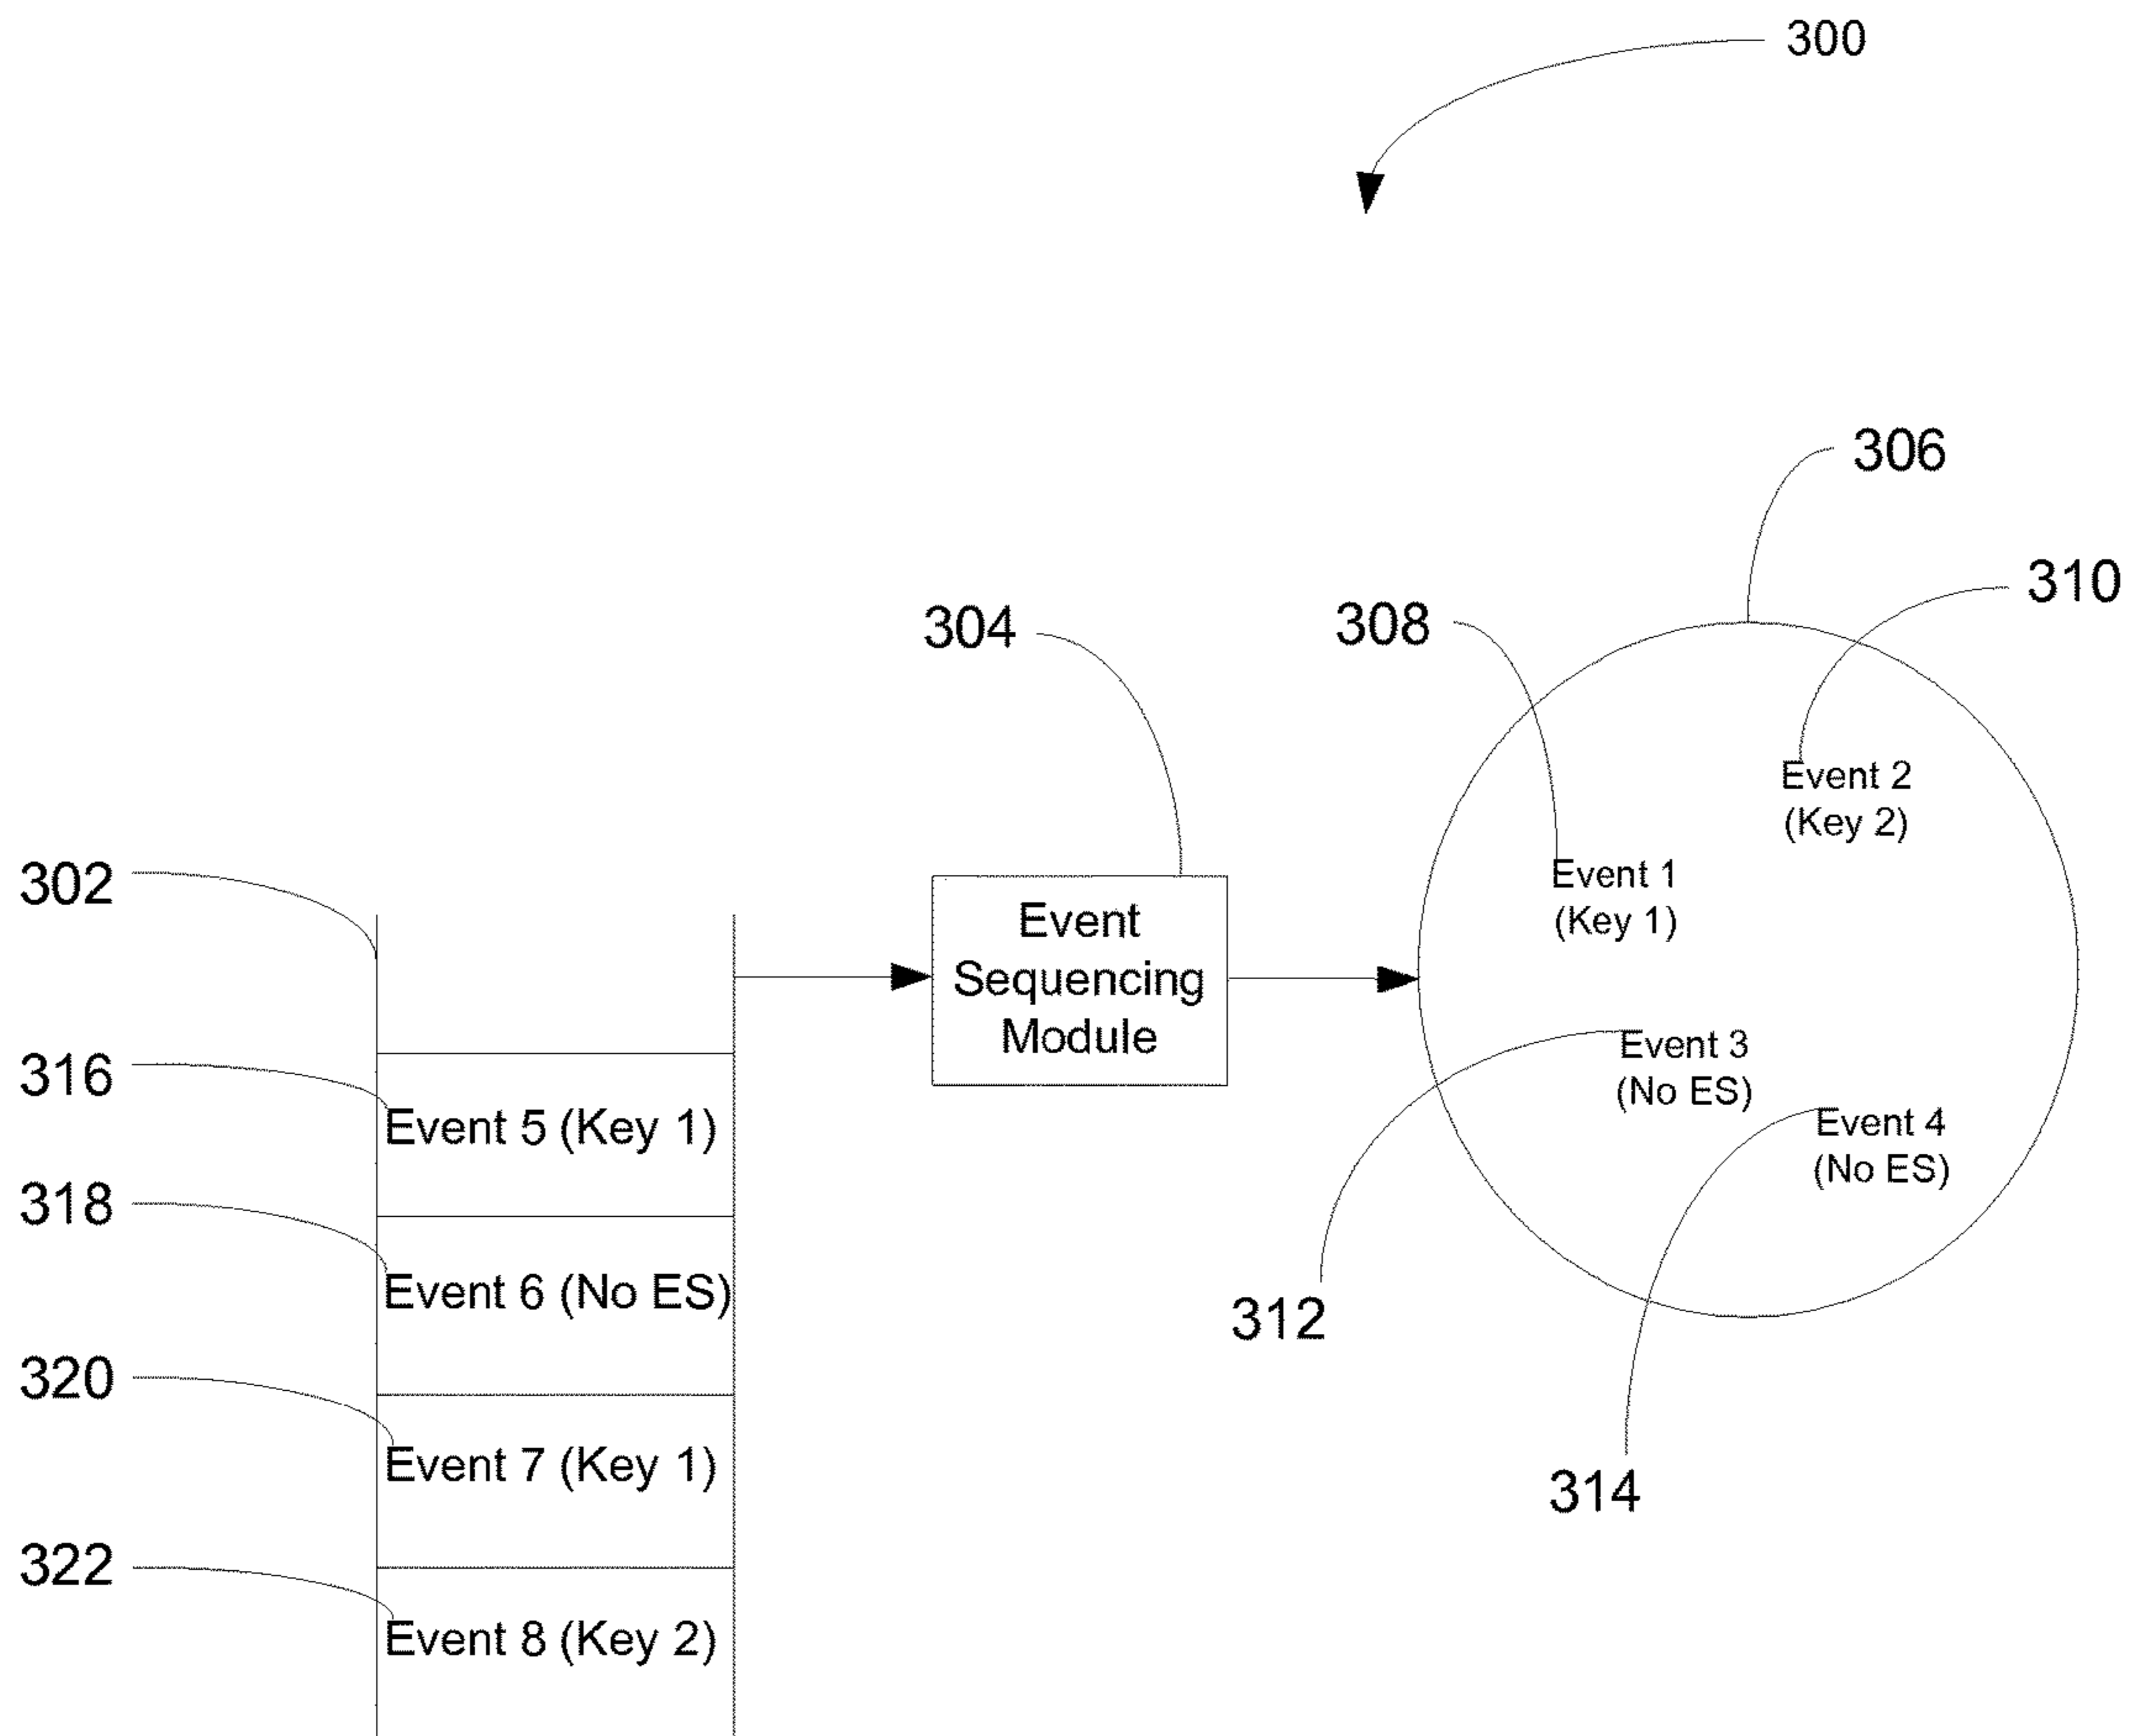 300
306
310
308
304
Event 2
(Key 2)
Event 1
(Key 1)
302
Event
Sequencing
Module
Event 3
(No ES)
316
Event 5 (Key 1)
Event 4
(No ES)
318
Event 6 (No ES)
312
320
Event 7 (Key 1)
314
322
Event 8 (Key 2)